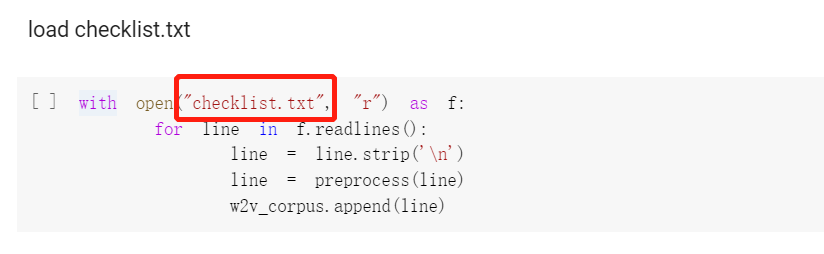 load checklist.txt
[ ] with open("checklist.txt", "r") as f:
for line in f.readlines():
line = line.strip('\n')
line = preprocess(line)
w2v_corpus.append(line)